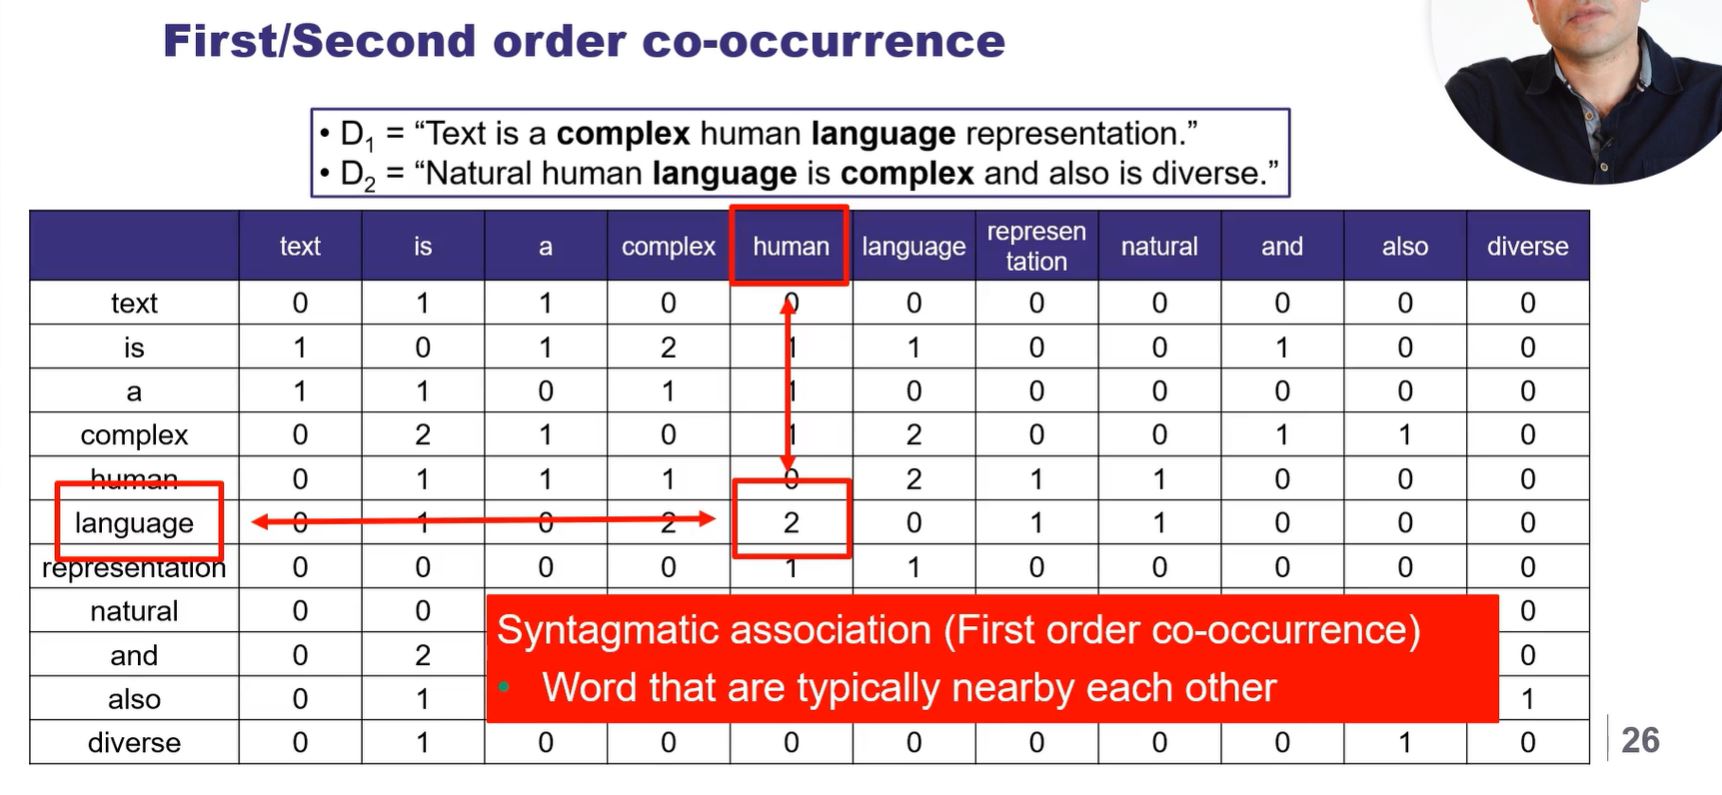 First/Second order co-occurrence
• D1 = “Text is a complex human language representation.”
• D2 = “Natural human language is complex and also is diverse.”
text is a complex human language represen tation natural and also diverse
text 0 1 1 0 0 0 0 0 0 0 0
is 1 0 1 2 1 1 0 0 1 0 0
a 1 1 0 1 1 0 0 0 0 0 0
complex 0 2 1 0 1 2 0 0 1 1 0
human 0 1 1 1 0 2 1 1 0 0 0
language 0 1 0 2 2 0 1 1 0 0 0
representation 0 0 0 0 1 1 0 0 0 0 0
natural 0 0 0
Syntagmatic association (First order co-occurrence)
and 0 2 0
• Word that are typically nearby each other
also 0 1 1
diverse 0 1 0 0 0 0 0 0 0 1 0
26